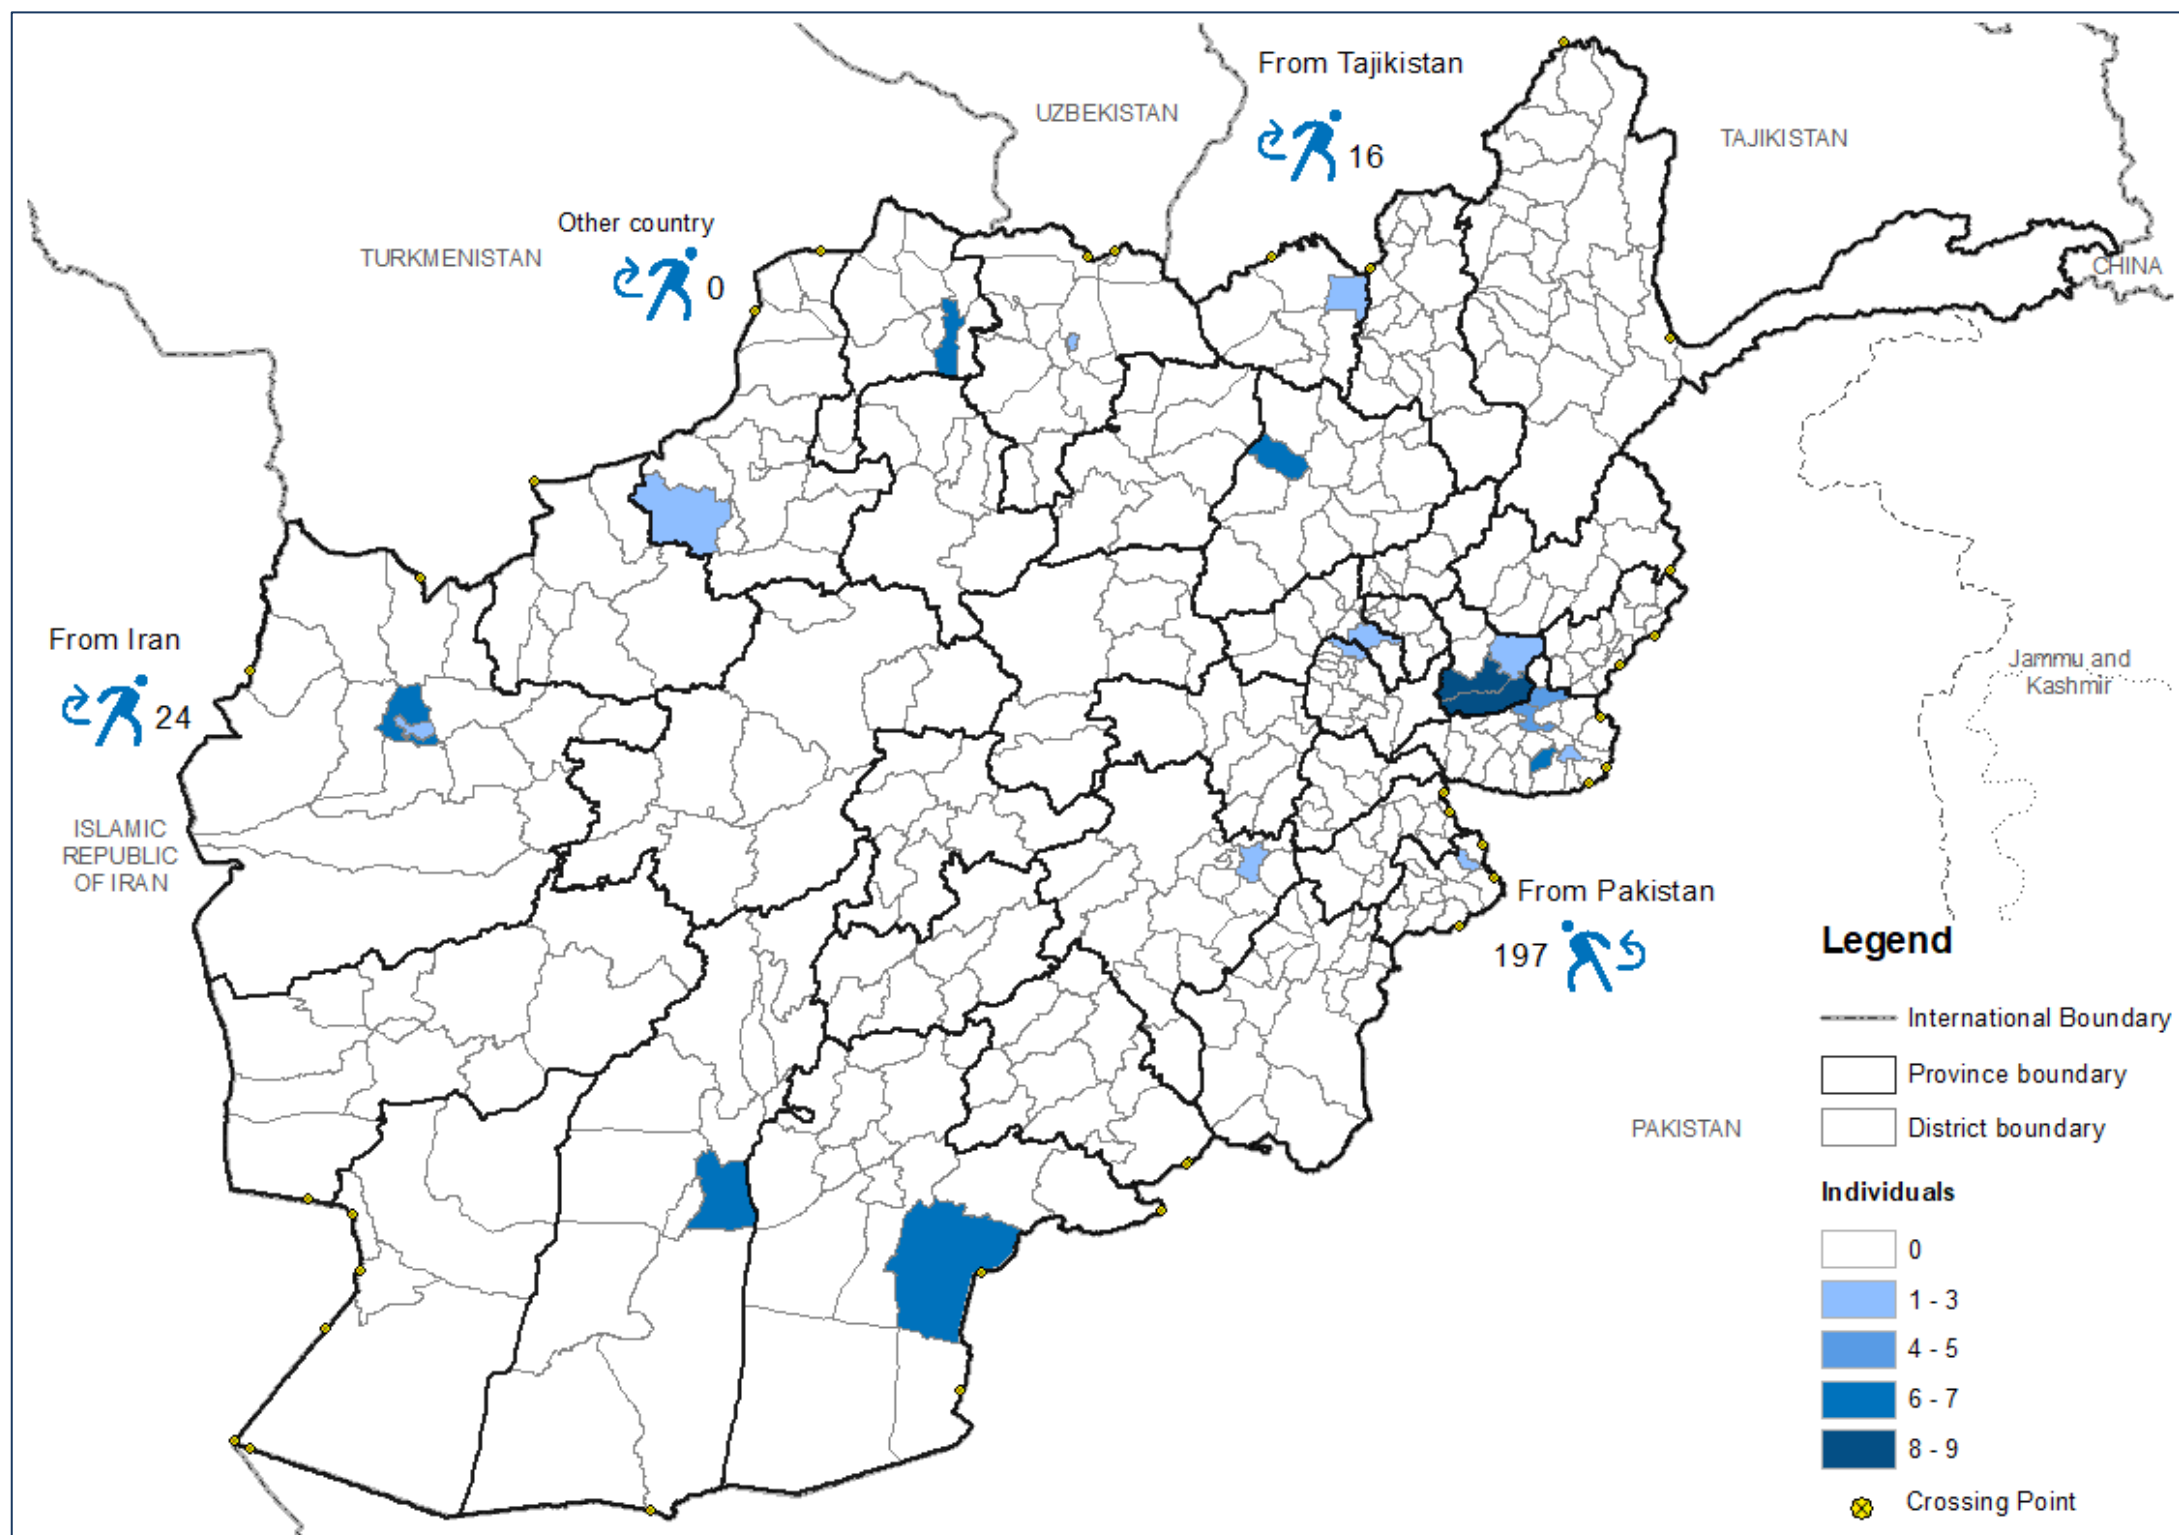 From Tajikistan
16
UZBEKISTAN
TAJIKISTAN
Other country
0
TURKMENISTAN
CHINA
From Iran
24
Jammu and
Kashmir
ISLAMIC
REPUBLIC
OF IRAN
From Pakistan
197
PAKISTAN
Legend
International Boundary
Province boundary
District boundary
Individuals
0
1 - 3
4 - 5
6 - 7
8 - 9
Crossing Point